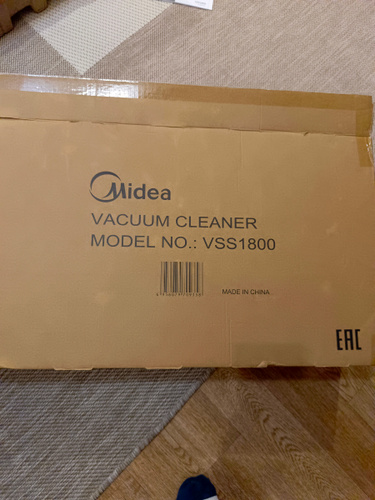 Midea
VACUUM CLEANER
MODEL NO.: VSS1800
MADE IN CHINA
EAC